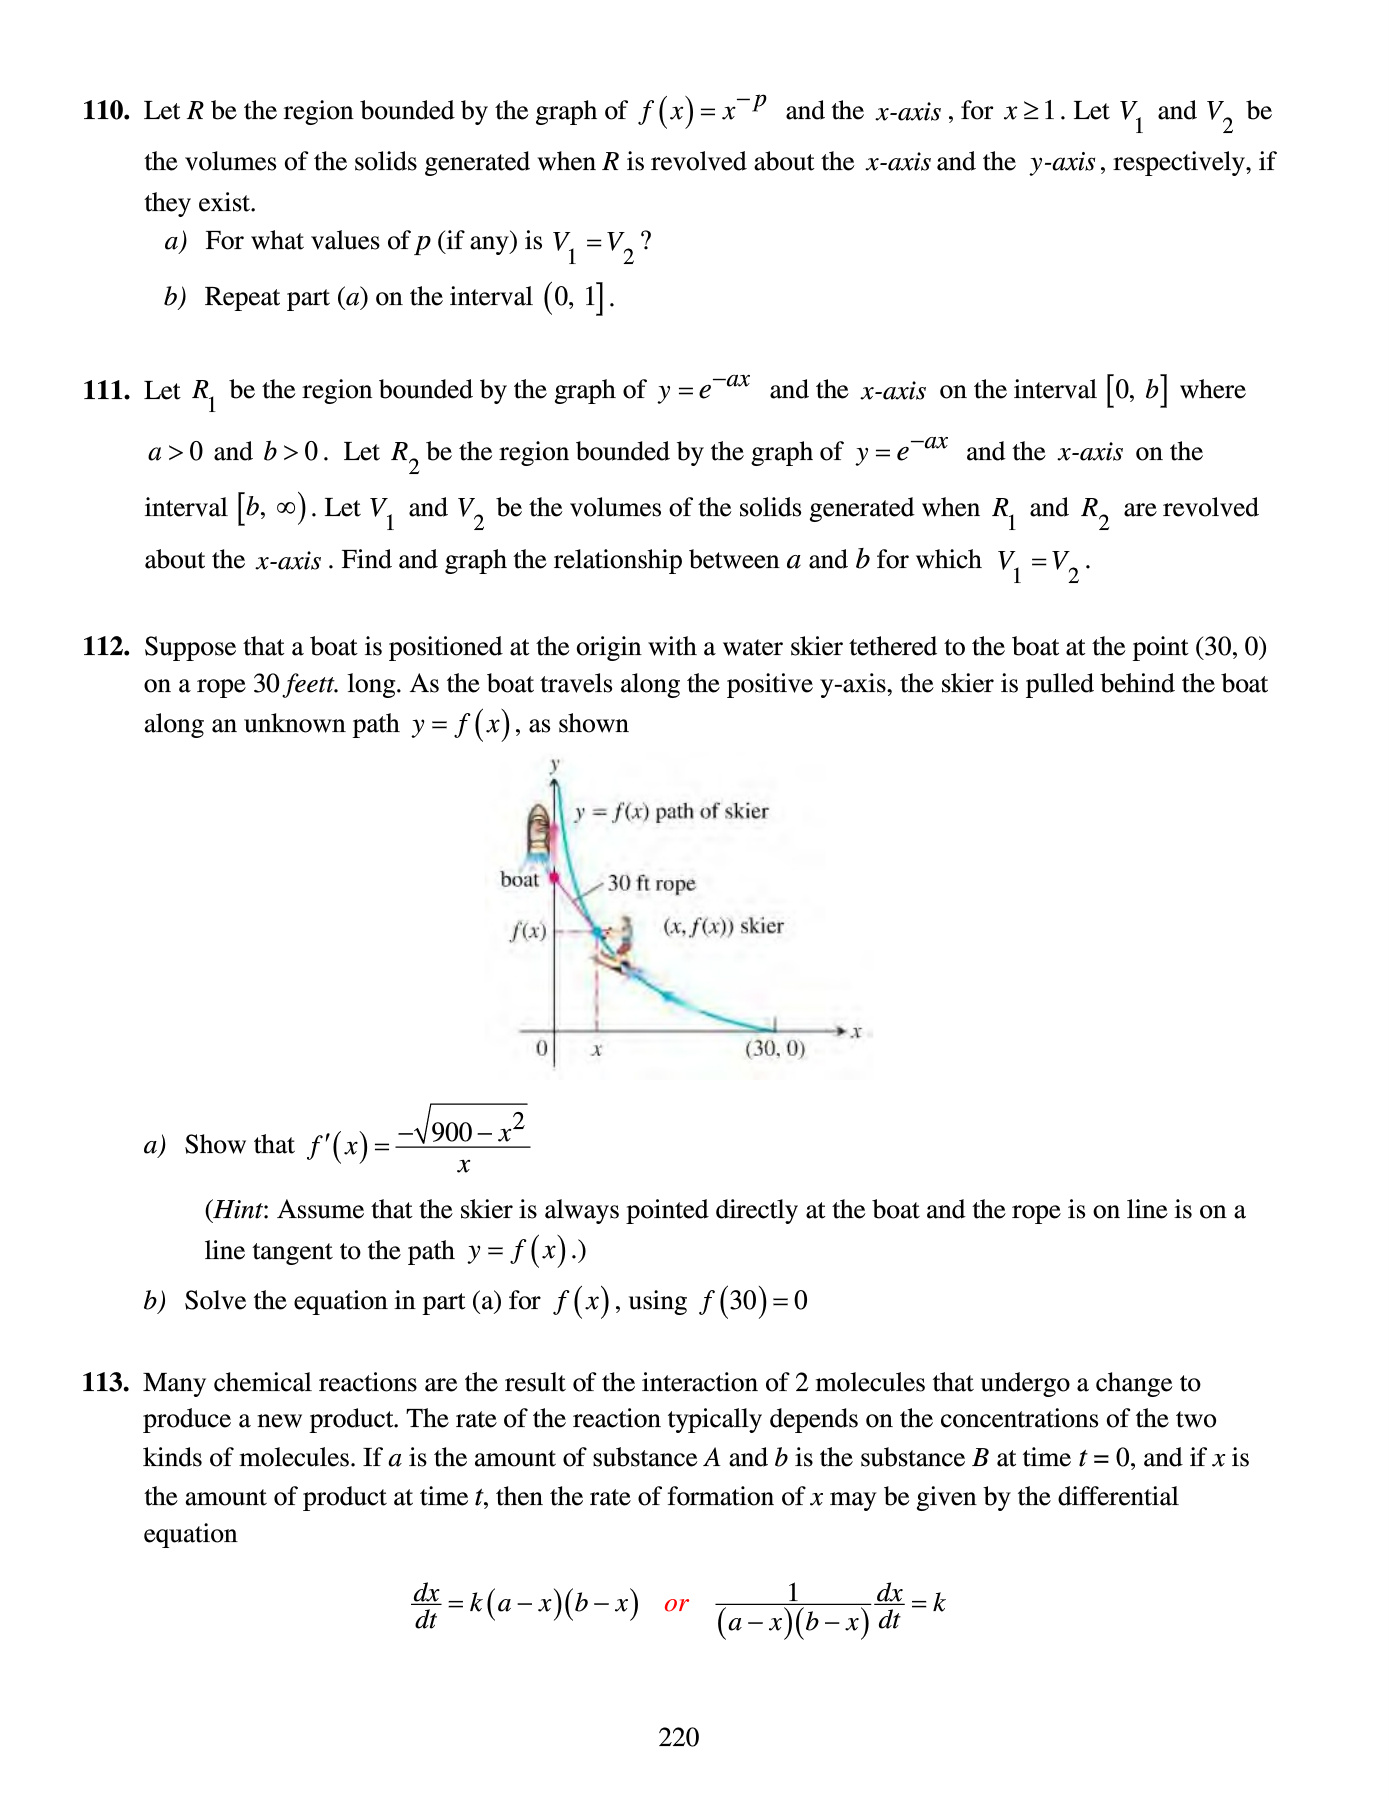 110. Let R be the region bounded by the graph of f(x) = x^{-p} and the x-axis, for x ≥ 1. Let V_1 and V_2 be
the volumes of the solids generated when R is revolved about the x-axis and the y-axis, respectively, if
they exist.
a) For what values of p (if any) is V_1 = V_2?
b) Repeat part (a) on the interval (0, 1].
111. Let R_1 be the region bounded by the graph of y = e^{-ax} and the x-axis on the interval [0, b] where
a > 0 and b > 0. Let R_2 be the region bounded by the graph of y = e^{-ax} and the x-axis on the
interval [b, ∞). Let V_1 and V_2 be the volumes of the solids generated when R_1 and R_2 are revolved
about the x-axis. Find and graph the relationship between a and b for which V_1 = V_2.
112. Suppose that a boat is positioned at the origin with a water skier tethered to the boat at the point (30, 0)
on a rope 30 feett. long. As the boat travels along the positive y-axis, the skier is pulled behind the boat
along an unknown path y = f(x), as shown
y
y = f(x) path of skier
boat
30 ft rope
f(x)
(x, f(x)) skier
x
0
x
(30, 0)
a) Show that f'(x) = -√(900 - x^2) / x
(Hint: Assume that the skier is always pointed directly at the boat and the rope is on line is on a
line tangent to the path y = f(x).)
b) Solve the equation in part (a) for f(x), using f(30) = 0
113. Many chemical reactions are the result of the interaction of 2 molecules that undergo a change to
produce a new product. The rate of the reaction typically depends on the concentrations of the two
kinds of molecules. If a is the amount of substance A and b is the substance B at time t = 0, and if x is
the amount of product at time t, then the rate of formation of x may be given by the differential
equation
dx/dt = k(a - x)(b - x) or 1/((a - x)(b - x)) dx/dt = k
220